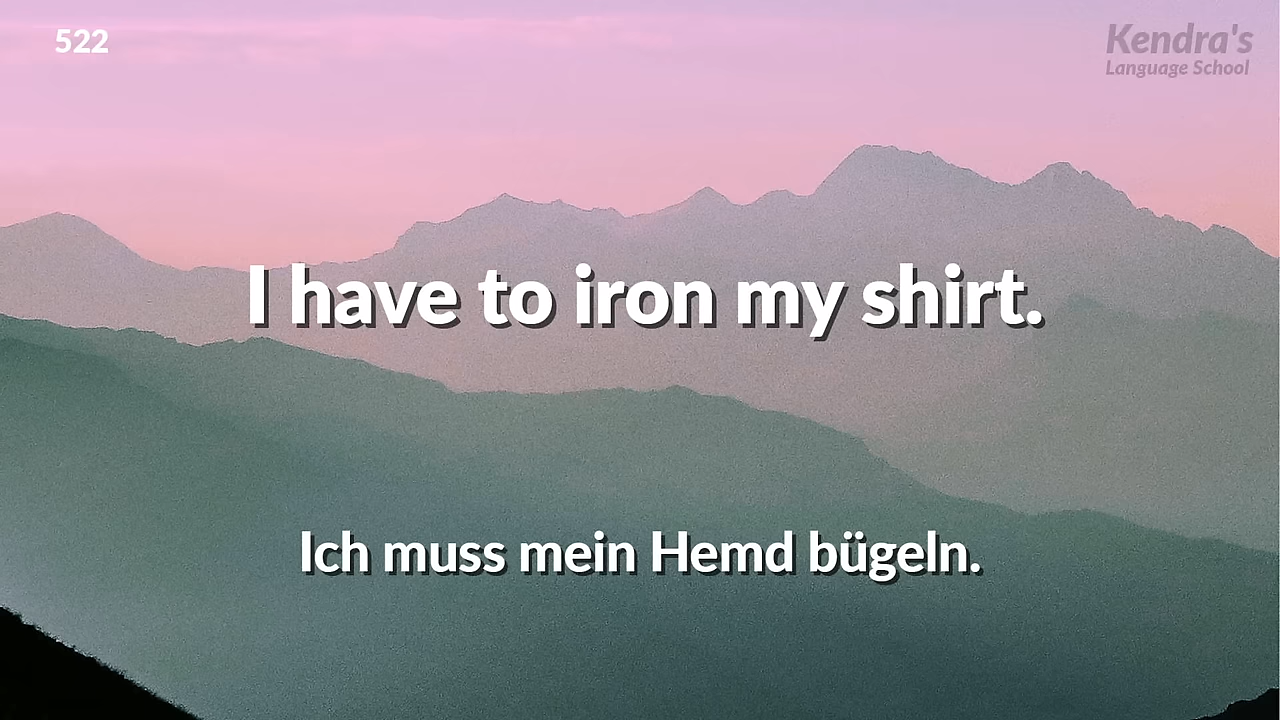 522
Kendra's
Language School
I have to iron my shirt.
Ich muss mein Hemd bügeln.